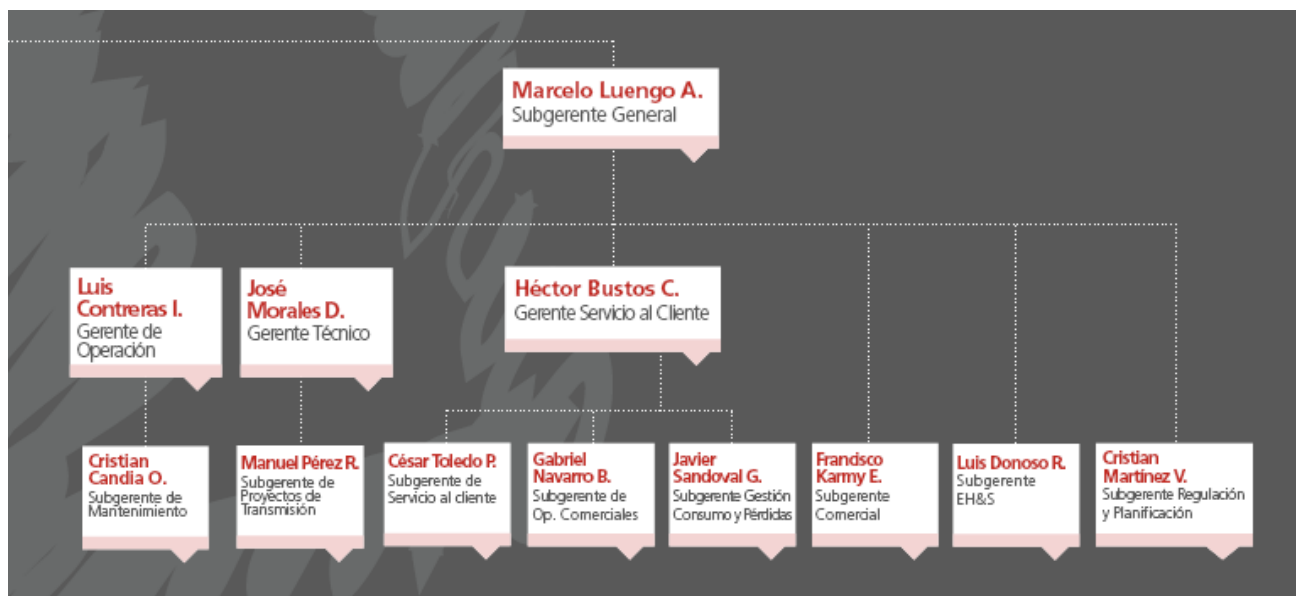 Marcelo Luengo A.
Subgerente General
Luis
Contreras I.
Gerente de
Operación
José
Morales D.
Gerente Técnico
Héctor Bustos C.
Gerente Servicio al Cliente
Cristian
Candia O.
Subgerente de
Mantenimiento
Manuel Pérez R.
Subgerente de
Proyectos de
Transmisión
César Toledo P.
Subgerente de
Servicio al cliente
Gabriel
Navarro B.
Subgerente de
Op. Comerciales
Javier
Sandoval G.
Subgerente Gestión
Consumo y Pérdidas
Francisco
Karmy E.
Subgerente
Comercial
Luis Donoso R.
Subgerente
EH&S
Cristian
Martínez V.
Subgerente Regulación
y Planificación